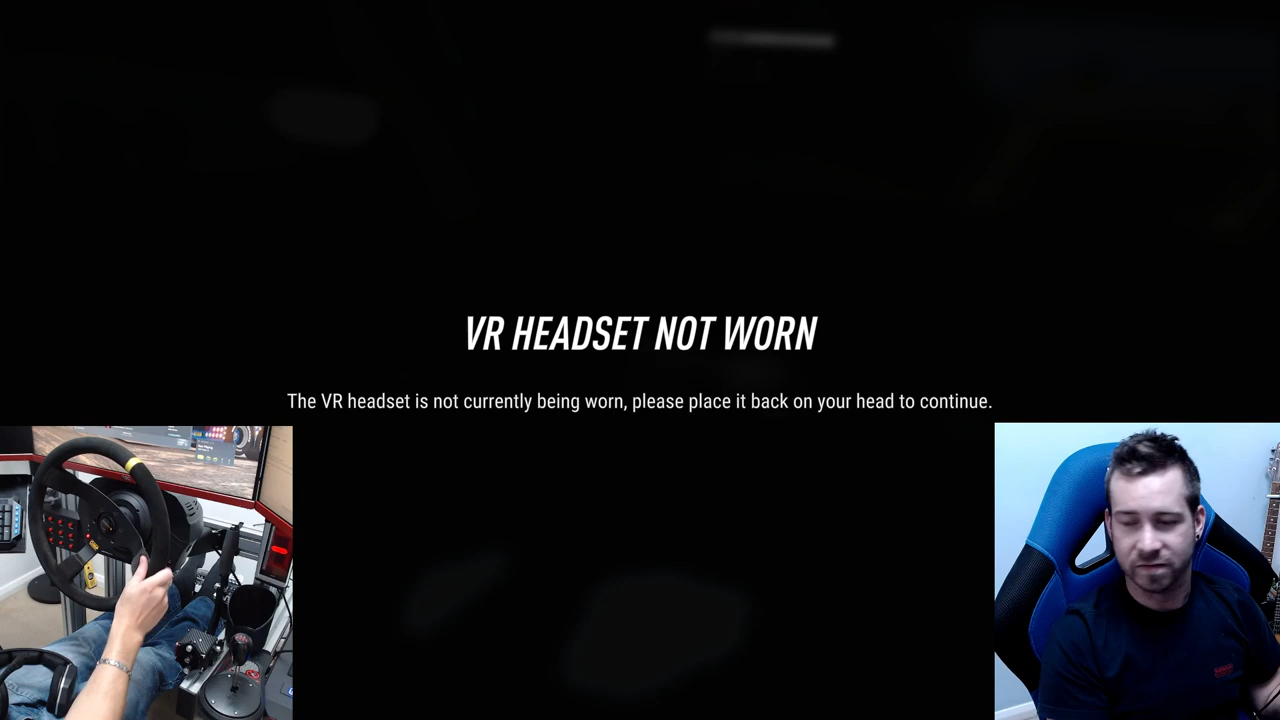 VR HEADSET NOT WORN
The VR headset is not currently being worn, please place it back on your head to continue.